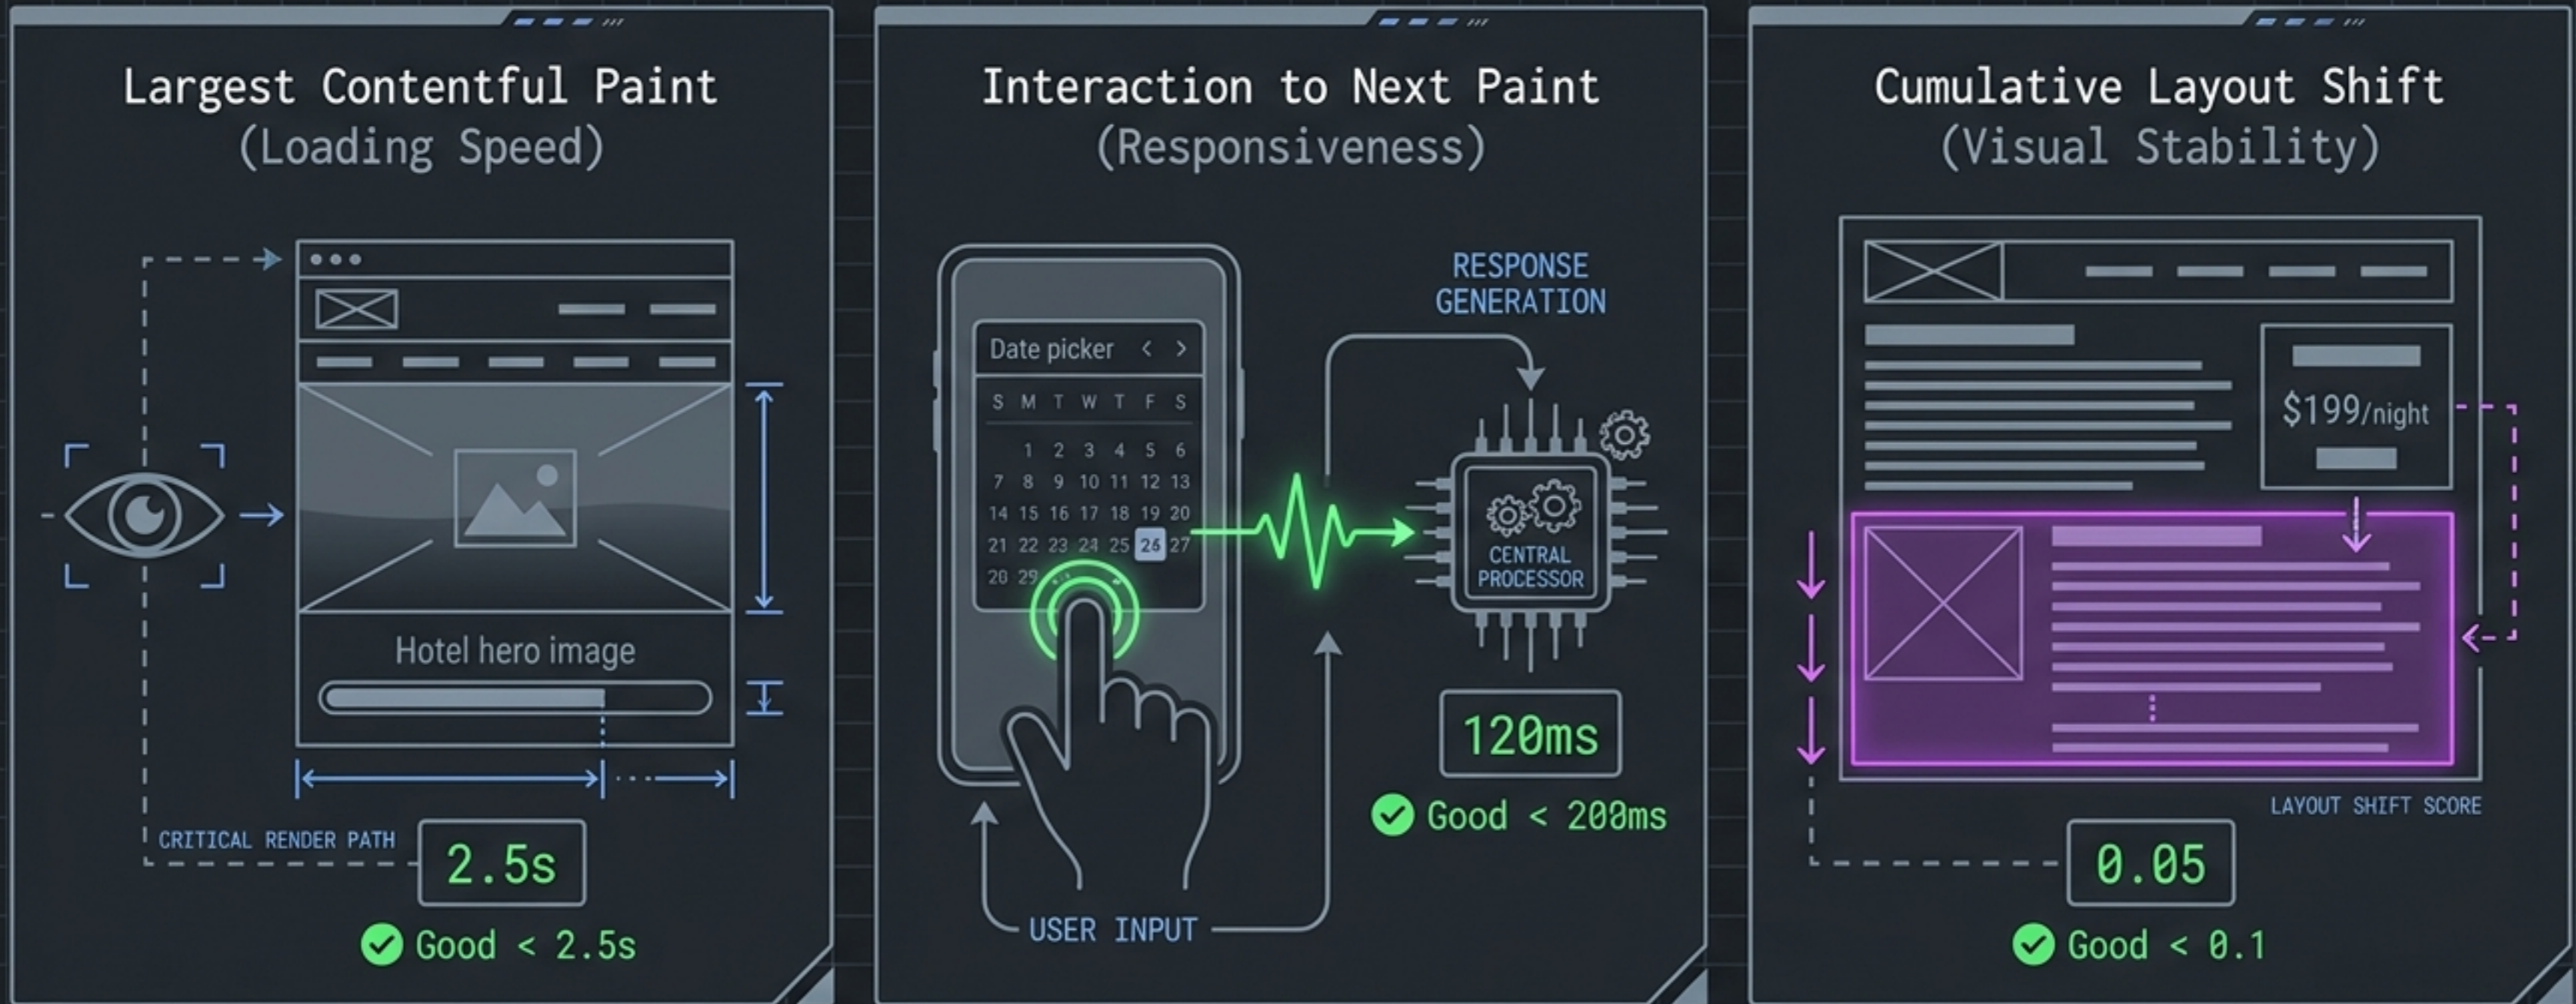 Largest Contentful Paint
(Loading Speed)
Hotel hero image
CRITICAL RENDER PATH
2.5s
Good < 2.5s
Interaction to Next Paint
(Responsiveness)
Date picker < >
S M T W T F S
1 2 3 4 5 6
7 8 9 10 11 12 13
14 15 16 17 18 19 20
21 22 23 24 25 26 27
28 29
RESPONSE
GENERATION
CENTRAL
PROCESSOR
120ms
Good < 200ms
USER INPUT
Cumulative Layout Shift
(Visual Stability)
$199/night
LAYOUT SHIFT SCORE
0.05
Good < 0.1